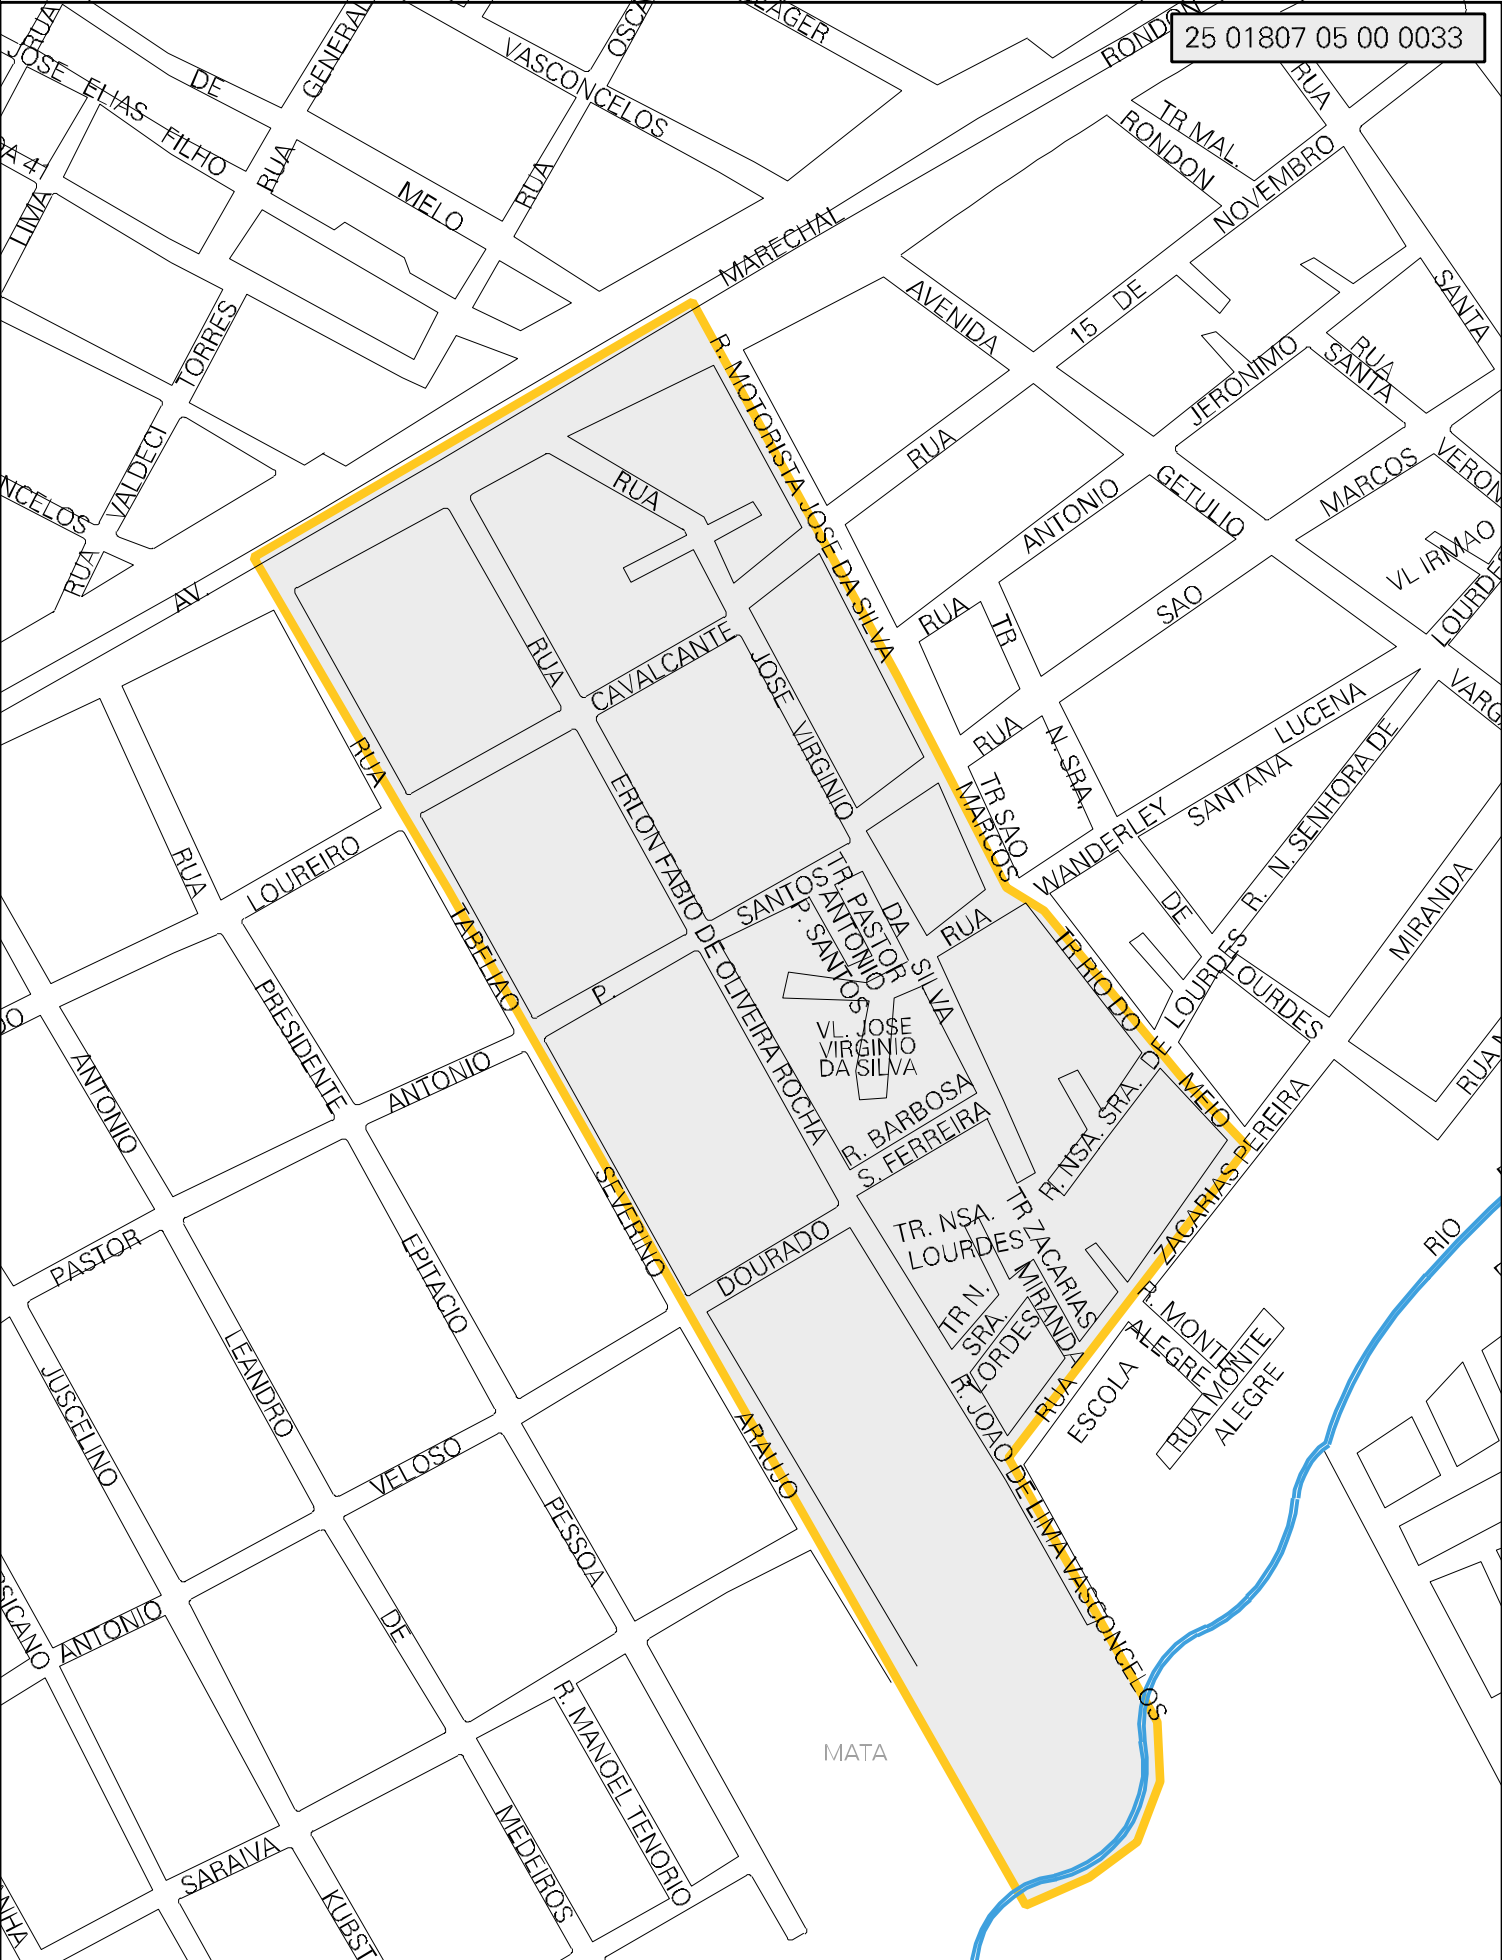 25 01807 05 00 0033
RUA
JOSE ELIAS FILHO
DE
GENERAL
VASCONCELOS
RONDON
RUA
TR MAL.
RONDON
NOVEMBRO
RUA
MELO
RUA
LIMA
MARECHAL
SANTA
AVENIDA
15 DE
TORRES
R. MOTORISTA JOSE DA SILVA
JERONIMO
RUA
SANTA
VALDECI
RUA
RUA
ANTONIO
GETULIO
MARCOS
NCELOS
RUA
AV.
VL IRMAO
LOURDES
RUA
TR
SAO
RUA
CAVALCANTE
JOSE VIRGINIO
RUA
RUA
N. SRA.
LUCENA
SANTANA
R. N. SENHORA DE
TR SAO
MARCOS
WANDERLEY
ERLON FABIO DE OLIVEIRA ROCHA
RUA
LOUREIRO
TABELIAO
SANTOS
TR. PASTOR
ANTONIO
P. SANTOS
DA
SILVA
RUA
DE
MIRANDA
P.
PRESIDENTE
ANTONIO
TR RIO DO
LOURDES
LOURDES
DE
VL. JOSE
VIRGINIO
DA SILVA
ANTONIO
R. BARBOSA
S. FERREIRA
R. NSA. SRA.
MEIO
ZACARIAS PEREIRA
SEVERINO
TR. NSA.
LOURDES
TR ZACARIAS
MIRANDA
PASTOR
DOURADO
EPITACIO
RIO
TR N.
SRA.
LORDES
R. MONTE
ALEGRE
RUA MONTE
ALEGRE
LEANDRO
JUSCELINO
RUA
ESCOLA
R. JOAO DE LIMA VASCONCELOS
ARAUJO
VELOSO
PESSOA
ANTONIO
DE
R. MANOEL TENORIO
MATA
SARAIVA
MEDEIROS
KUBST